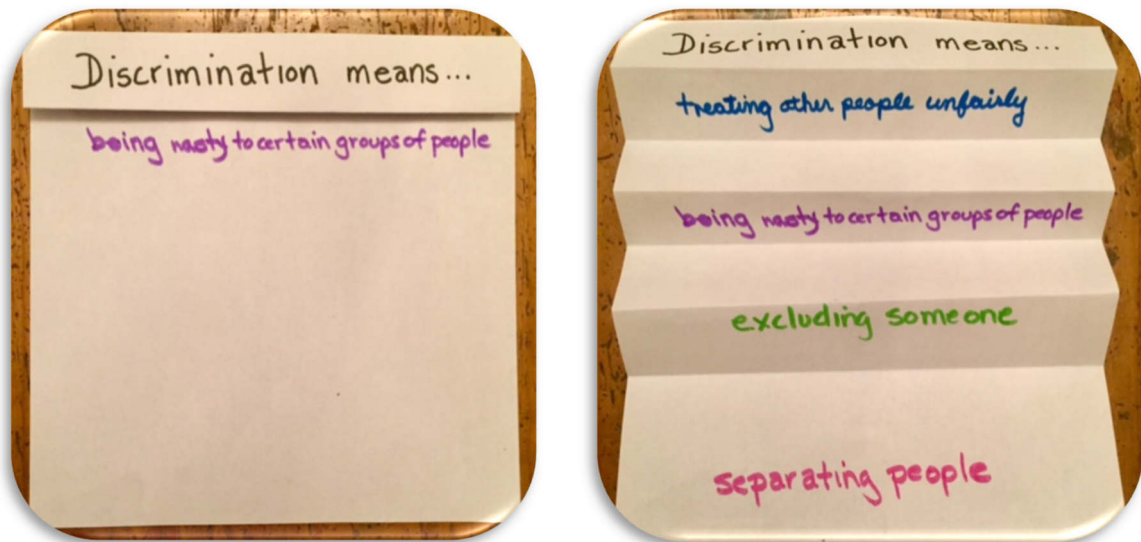 Discrimination means...
being nasty to certain groups of people
Discrimination means...
treating other people unfairly
being nasty to certain groups of people
excluding someone
separating people